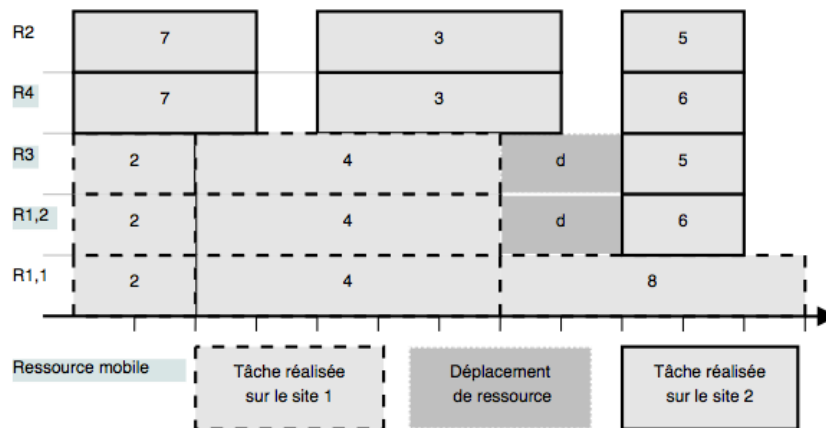 R2 7 3 5
R4 7 3 6
R3 2 4 d 5
R1,2 2 4 d 6
R1,1 2 4 8
Ressource mobile
Tâche réalisée
sur le site 1
Déplacement
de ressource
Tâche réalisée
sur le site 2